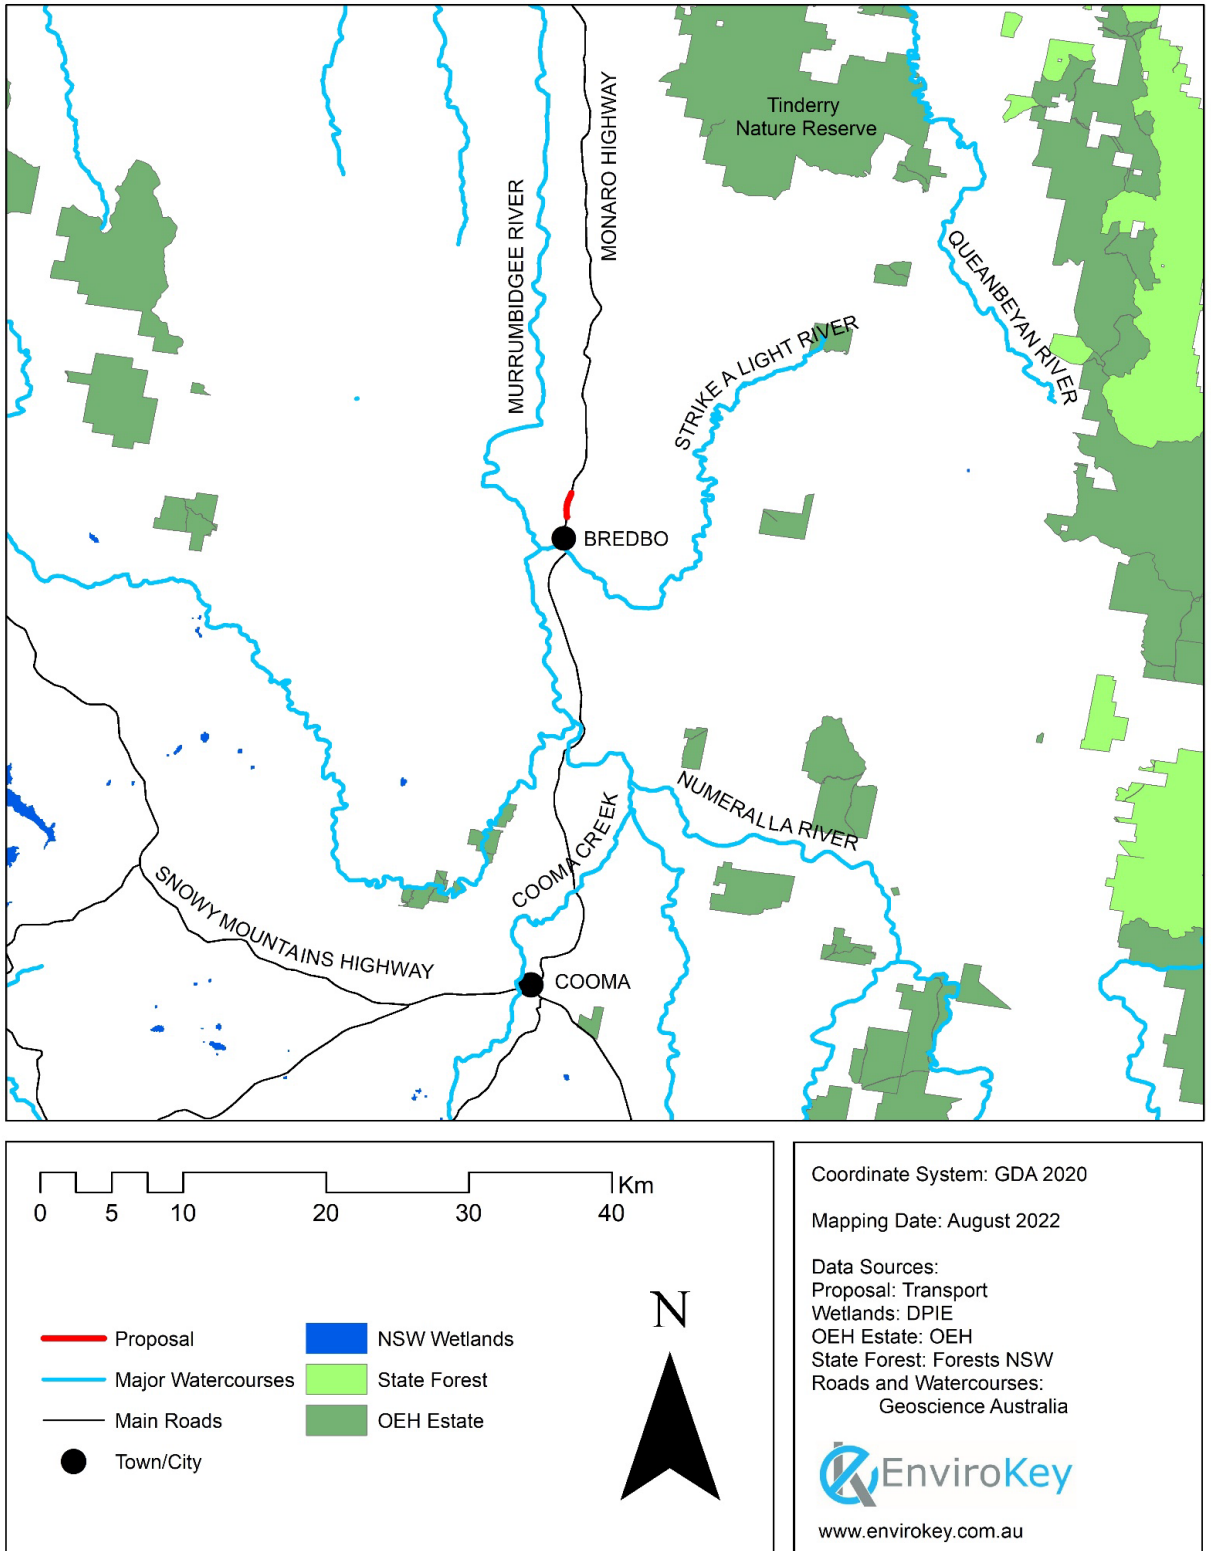 Tinderry
Nature Reserve
MONARO HIGHWAY
MURRUMBIDGEE RIVER
QUEANBEYAN RIVER
STRIKE A LIGHT RIVER
BREDBO
NUMERALLA RIVER
COOMA CREEK
SNOWY MOUNTAINS HIGHWAY
COOMA
Km
0 5 10 20 30 40
N
Proposal
Major Watercourses
Main Roads
Town/City
NSW Wetlands
State Forest
OEH Estate
Coordinate System: GDA 2020
Mapping Date: August 2022
Data Sources:
Proposal: Transport
Wetlands: DPIE
OEH Estate: OEH
State Forest: Forests NSW
Roads and Watercourses:
Geoscience Australia
EnviroKey
www.envirokey.com.au